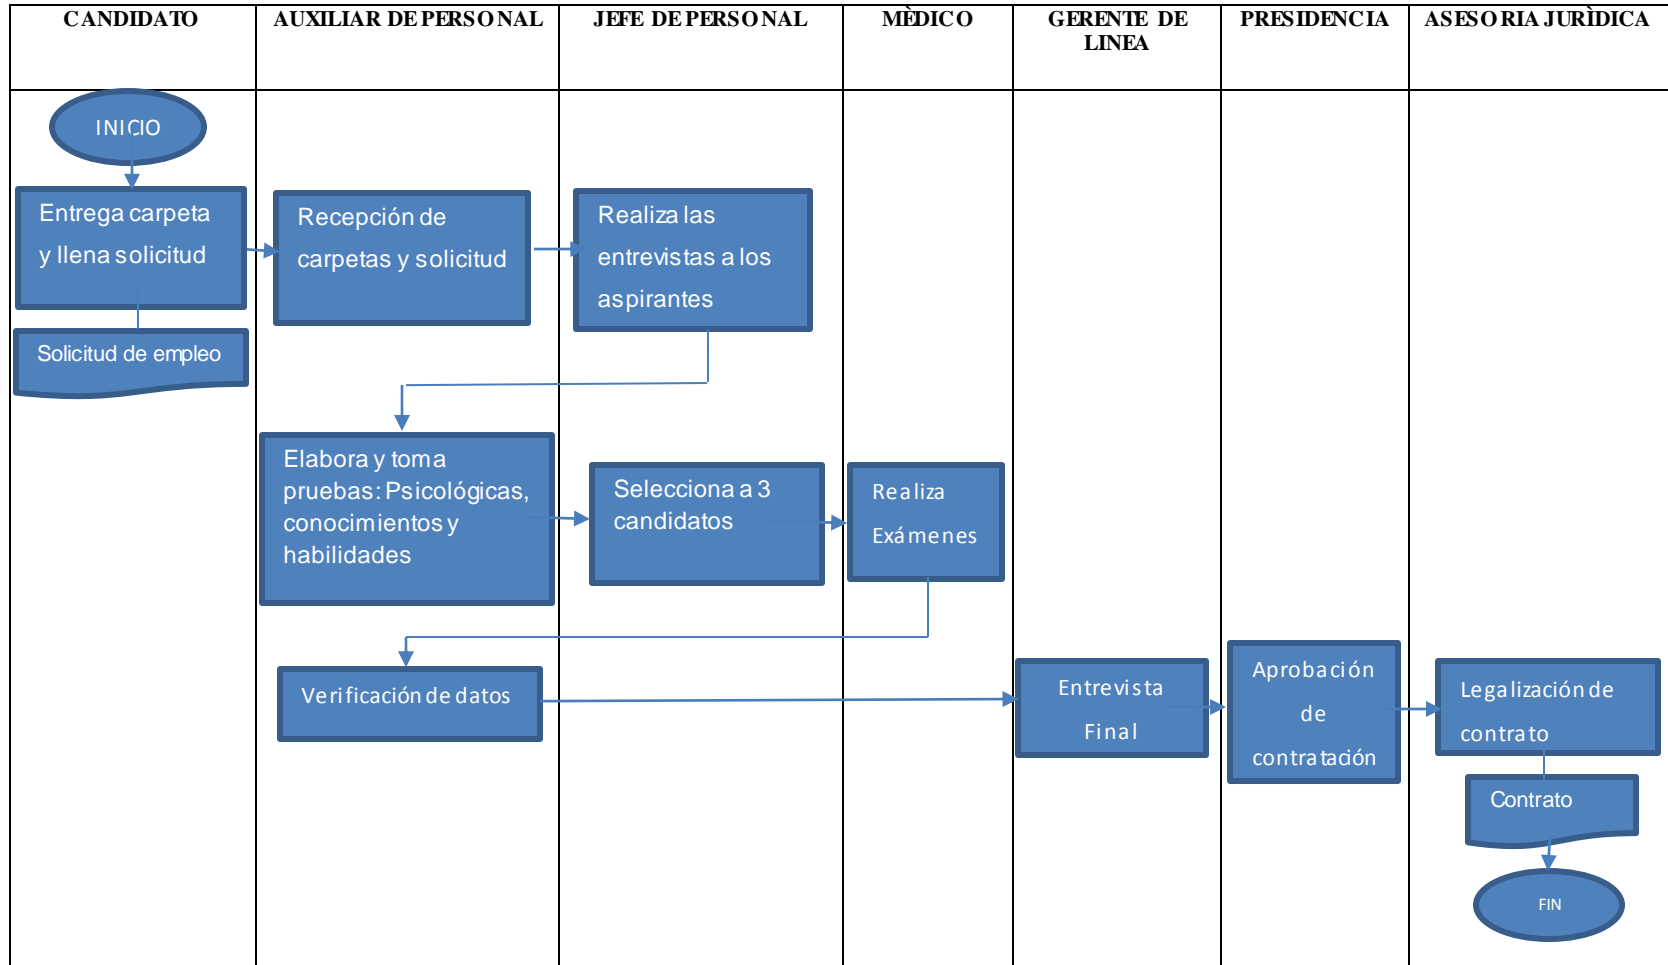 CANDIDATO
AUXILIAR DE PERSONAL
JEFE DE PERSONAL
MÈDICO
GERENTE DE
LINEA
PRESIDENCIA
ASESORIA JURÌDICA
INICIO
Entrega carpeta
y llena solicitud
Solicitud de empleo
Recepción de
carpetas y solicitud
Realiza las
entrevistas a los
aspirantes
Elabora y toma
pruebas: Psicológicas,
conocimientos y
habilidades
Selecciona a 3
candidatos
Realiza
Exámenes
Verificación de datos
Entrevista
Final
Aprobación
de
contratación
Legalización de
contrato
Contrato
FIN